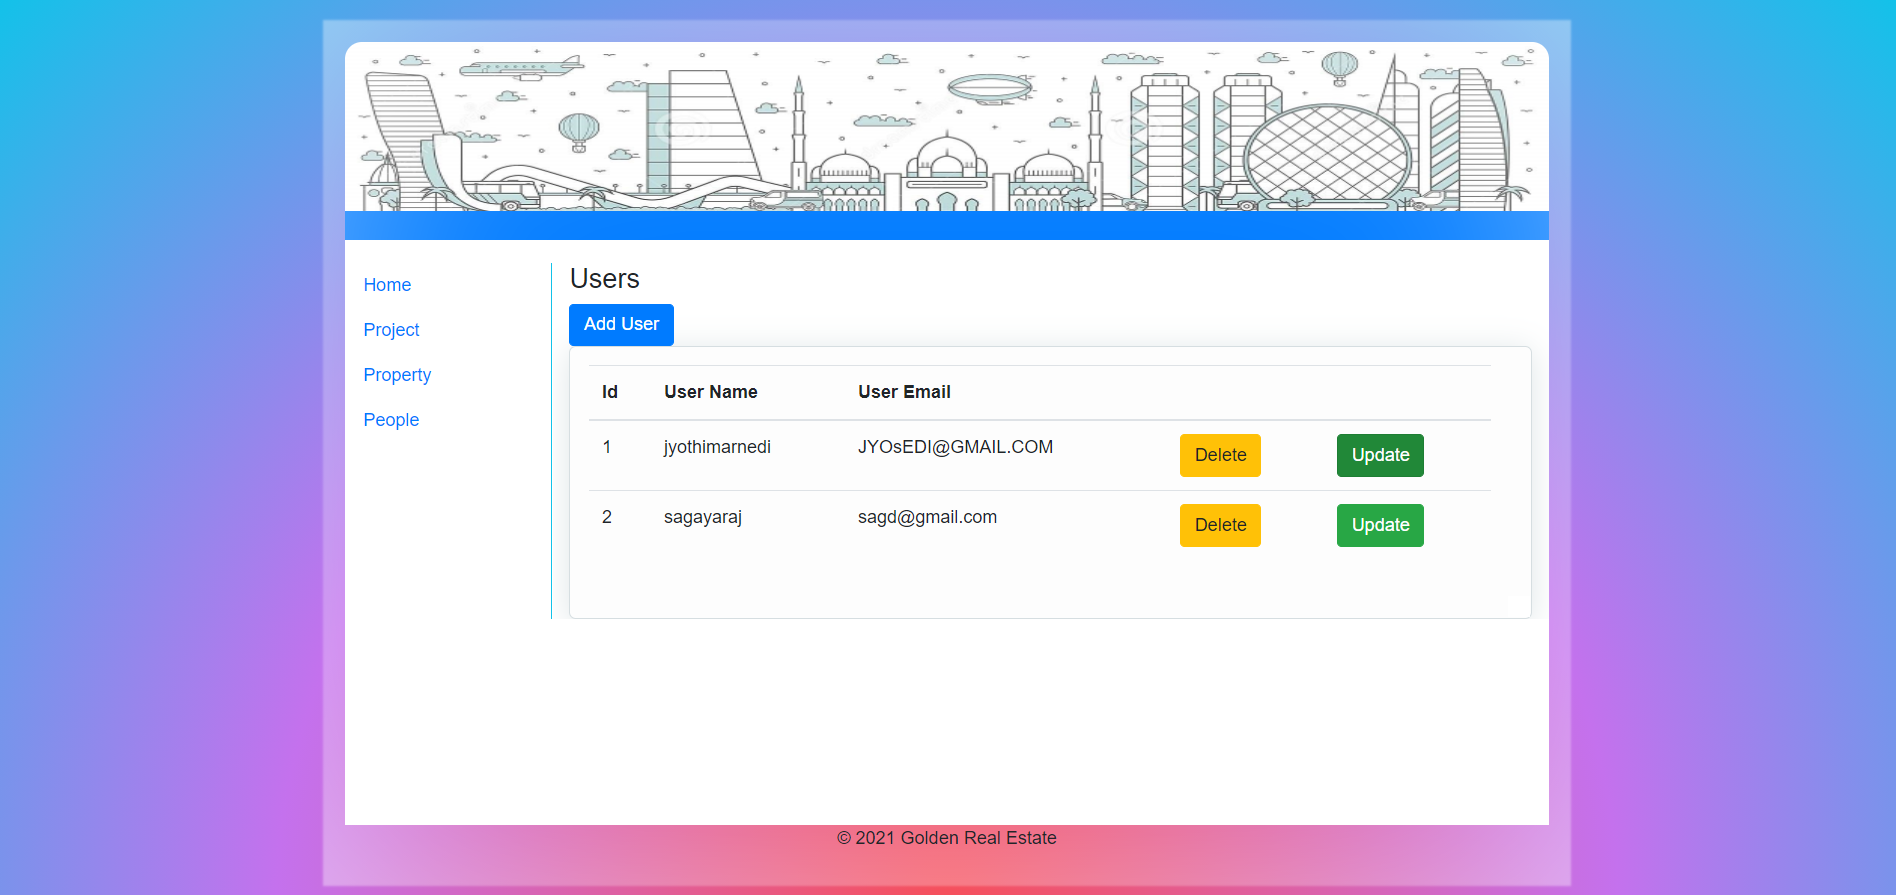 Home
Project
Property
People
Users
Add User
Id User Name User Email
1 jyothimarnedi JYOsEDI@GMAIL.COM Delete Update
2 sagayaraj sagd@gmail.com Delete Update
© 2021 Golden Real Estate